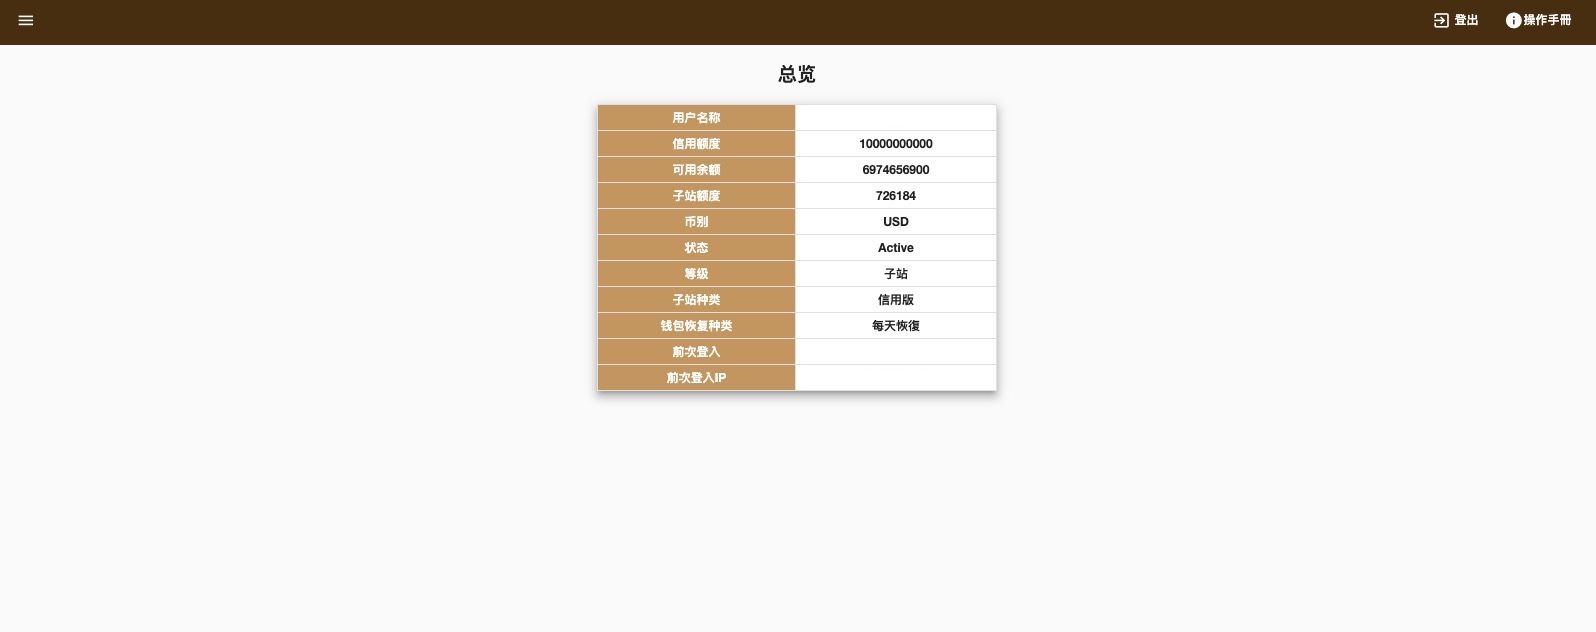 登出 操作手冊
总览
用户名称
信用额度 10000000000
可用余额 6974656900
子站额度 726184
币别 USD
状态 Active
等级 子站
子站种类 信用版
钱包恢复种类 每天恢復
前次登入
前次登入IP